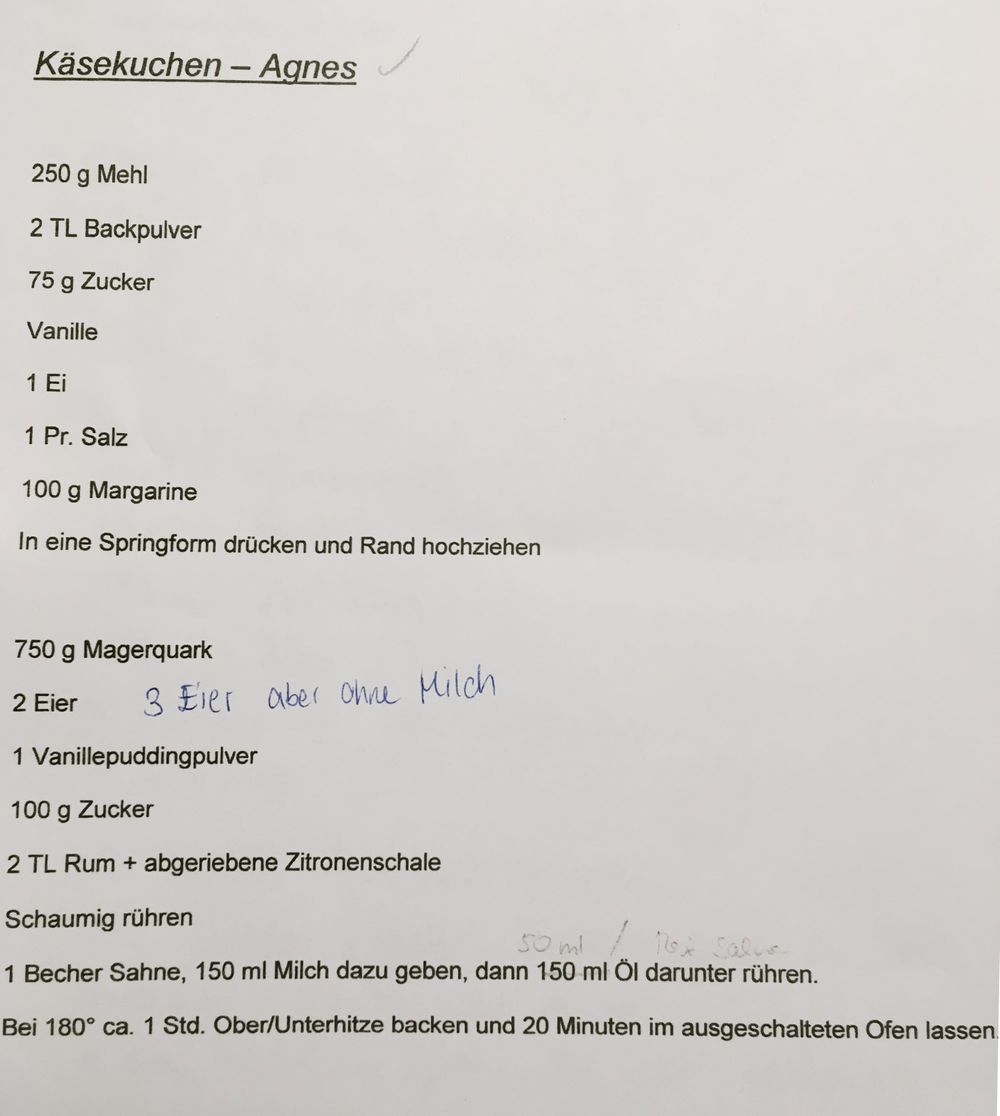 Käsekuchen – Agnes
250 g Mehl
2 TL Backpulver
75 g Zucker
Vanille
1 Ei
1 Pr. Salz
100 g Margarine
In eine Springform drücken und Rand hochziehen
750 g Magerquark
2 Eier 3 Eier aber ohne Milch
1 Vanillepuddingpulver
100 g Zucker
2 TL Rum + abgeriebene Zitronenschale
Schaumig rühren
50 ml /
1 Becher Sahne, 150 ml Milch dazu geben, dann 150 ml Öl darunter rühren.
Bei 180° ca. 1 Std. Ober/Unterhitze backen und 20 Minuten im ausgeschalteten Ofen lassen.